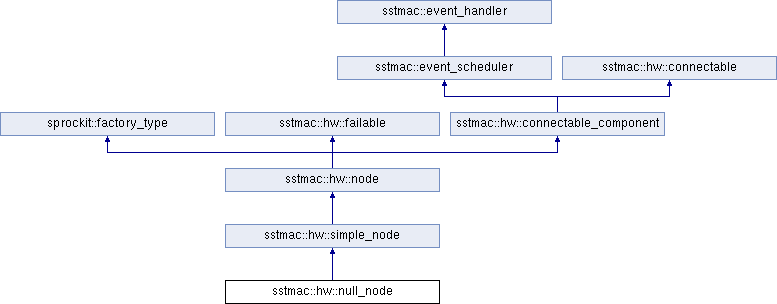 sstmac::event_handler
sstmac::event_scheduler
sstmac::hw::connectable
sprockit::factory_type
sstmac::hw::failable
sstmac::hw::connectable_component
sstmac::hw::node
sstmac::hw::simple_node
sstmac::hw::null_node